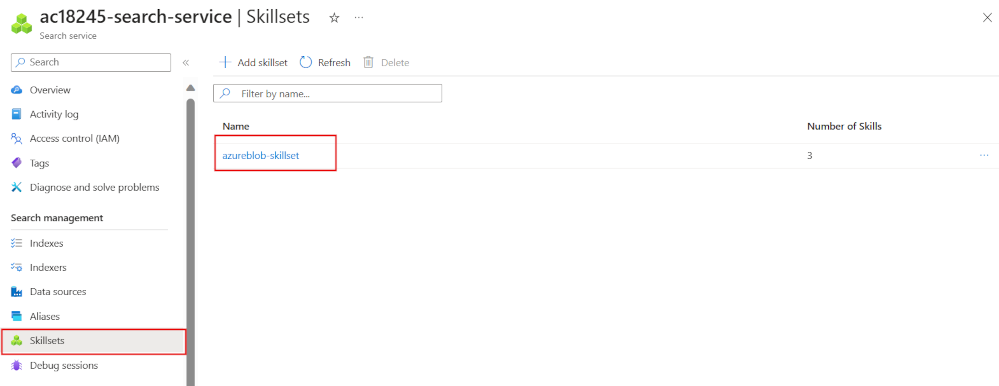 ac18245-search-service | Skillsets
Search service
Search
Overview
Activity log
Access control (IAM)
Tags
Diagnose and solve problems
Search management
Indexes
Indexers
Data sources
Aliases
Skillsets
Debug sessions
Add skillset Refresh Delete
Filter by name...
Name Number of Skills
azureblob-skillset 3